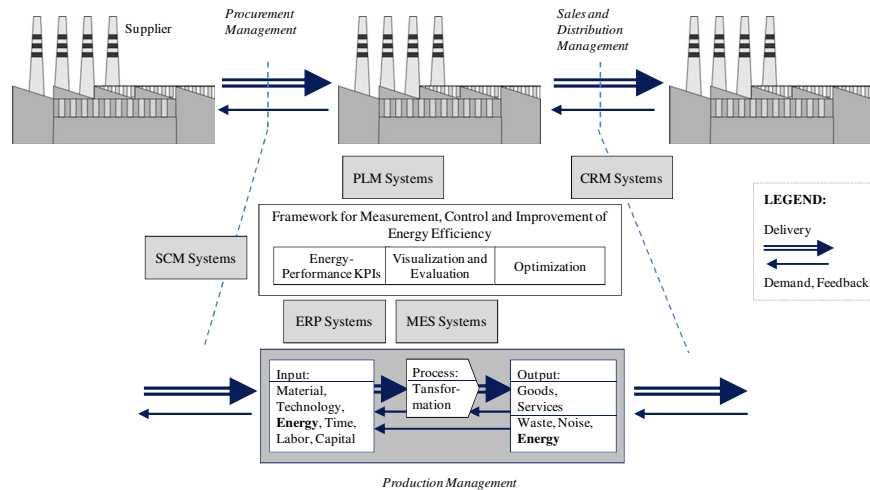 Supplier
Procurement
Management
Sales and
Distribution
Management
PLM Systems
CRM Systems
LEGEND:
Delivery
Demand, Feedback
Framework for Measurement, Control and Improvement of
Energy Efficiency
SCM Systems
Energy-
Performance KPIs
Visualization and
Evaluation
Optimization
ERP Systems
MES Systems
Input:
Material,
Technology,
Energy, Time,
Labor, Capital
Process:
Tansfor-
mation
Output:
Goods,
Services
Waste, Noise,
Energy
Production Management